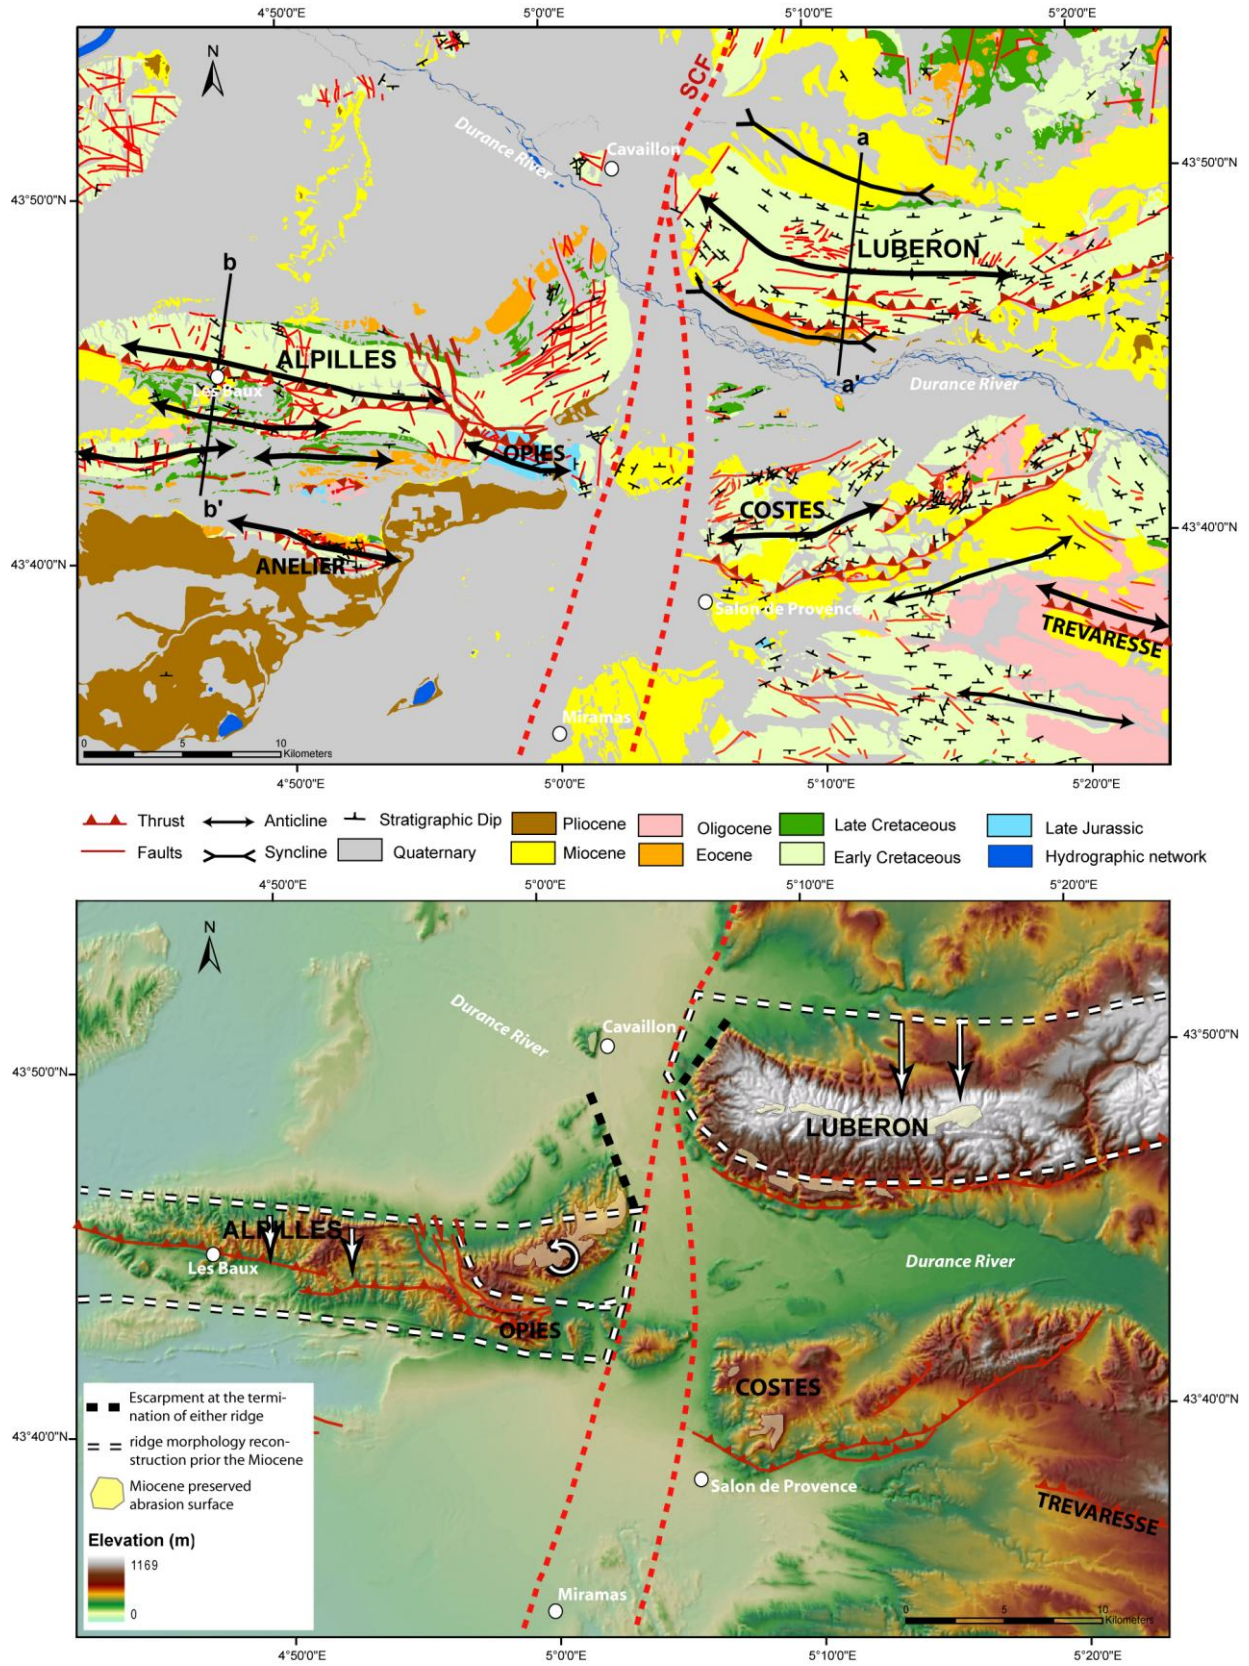 4°50'0"E 5°0'0"E 5°10'0"E 5°20'0"E
N
SCF
Durance River
Cavaillon
a
43°50'0"N
43°50'0"N
LUBERON
b
ALPILLES
Les Baux
a'
Durance River
OPIES
b'
COSTES
43°40'0"N
43°40'0"N
ANELIER
Salon de Provence
TREVARESSE
Miramas
0 5 10
Kilometers
4°50'0"E 5°0'0"E 5°10'0"E 5°20'0"E
Thrust Anticline Stratigraphic Dip Pliocene Oligocene Late Cretaceous Late Jurassic
Faults Syncline Quaternary Miocene Eocene Early Cretaceous Hydrographic network
4°50'0"E 5°0'0"E 5°10'0"E 5°20'0"E
N
Durance River
Cavaillon
43°50'0"N
43°50'0"N
LUBERON
ALPILLES
Les Baux
Durance River
OPIES
COSTES
43°40'0"N
43°40'0"N
Salon de Provence
TREVARESSE
Miramas
Escarpment at the termi-
nation of either ridge
ridge morphology recon-
struction prior the Miocene
Miocene preserved
abrasion surface
Elevation (m)
1169
0
0 5 10
Kilometers
4°50'0"E 5°0'0"E 5°10'0"E 5°20'0"E